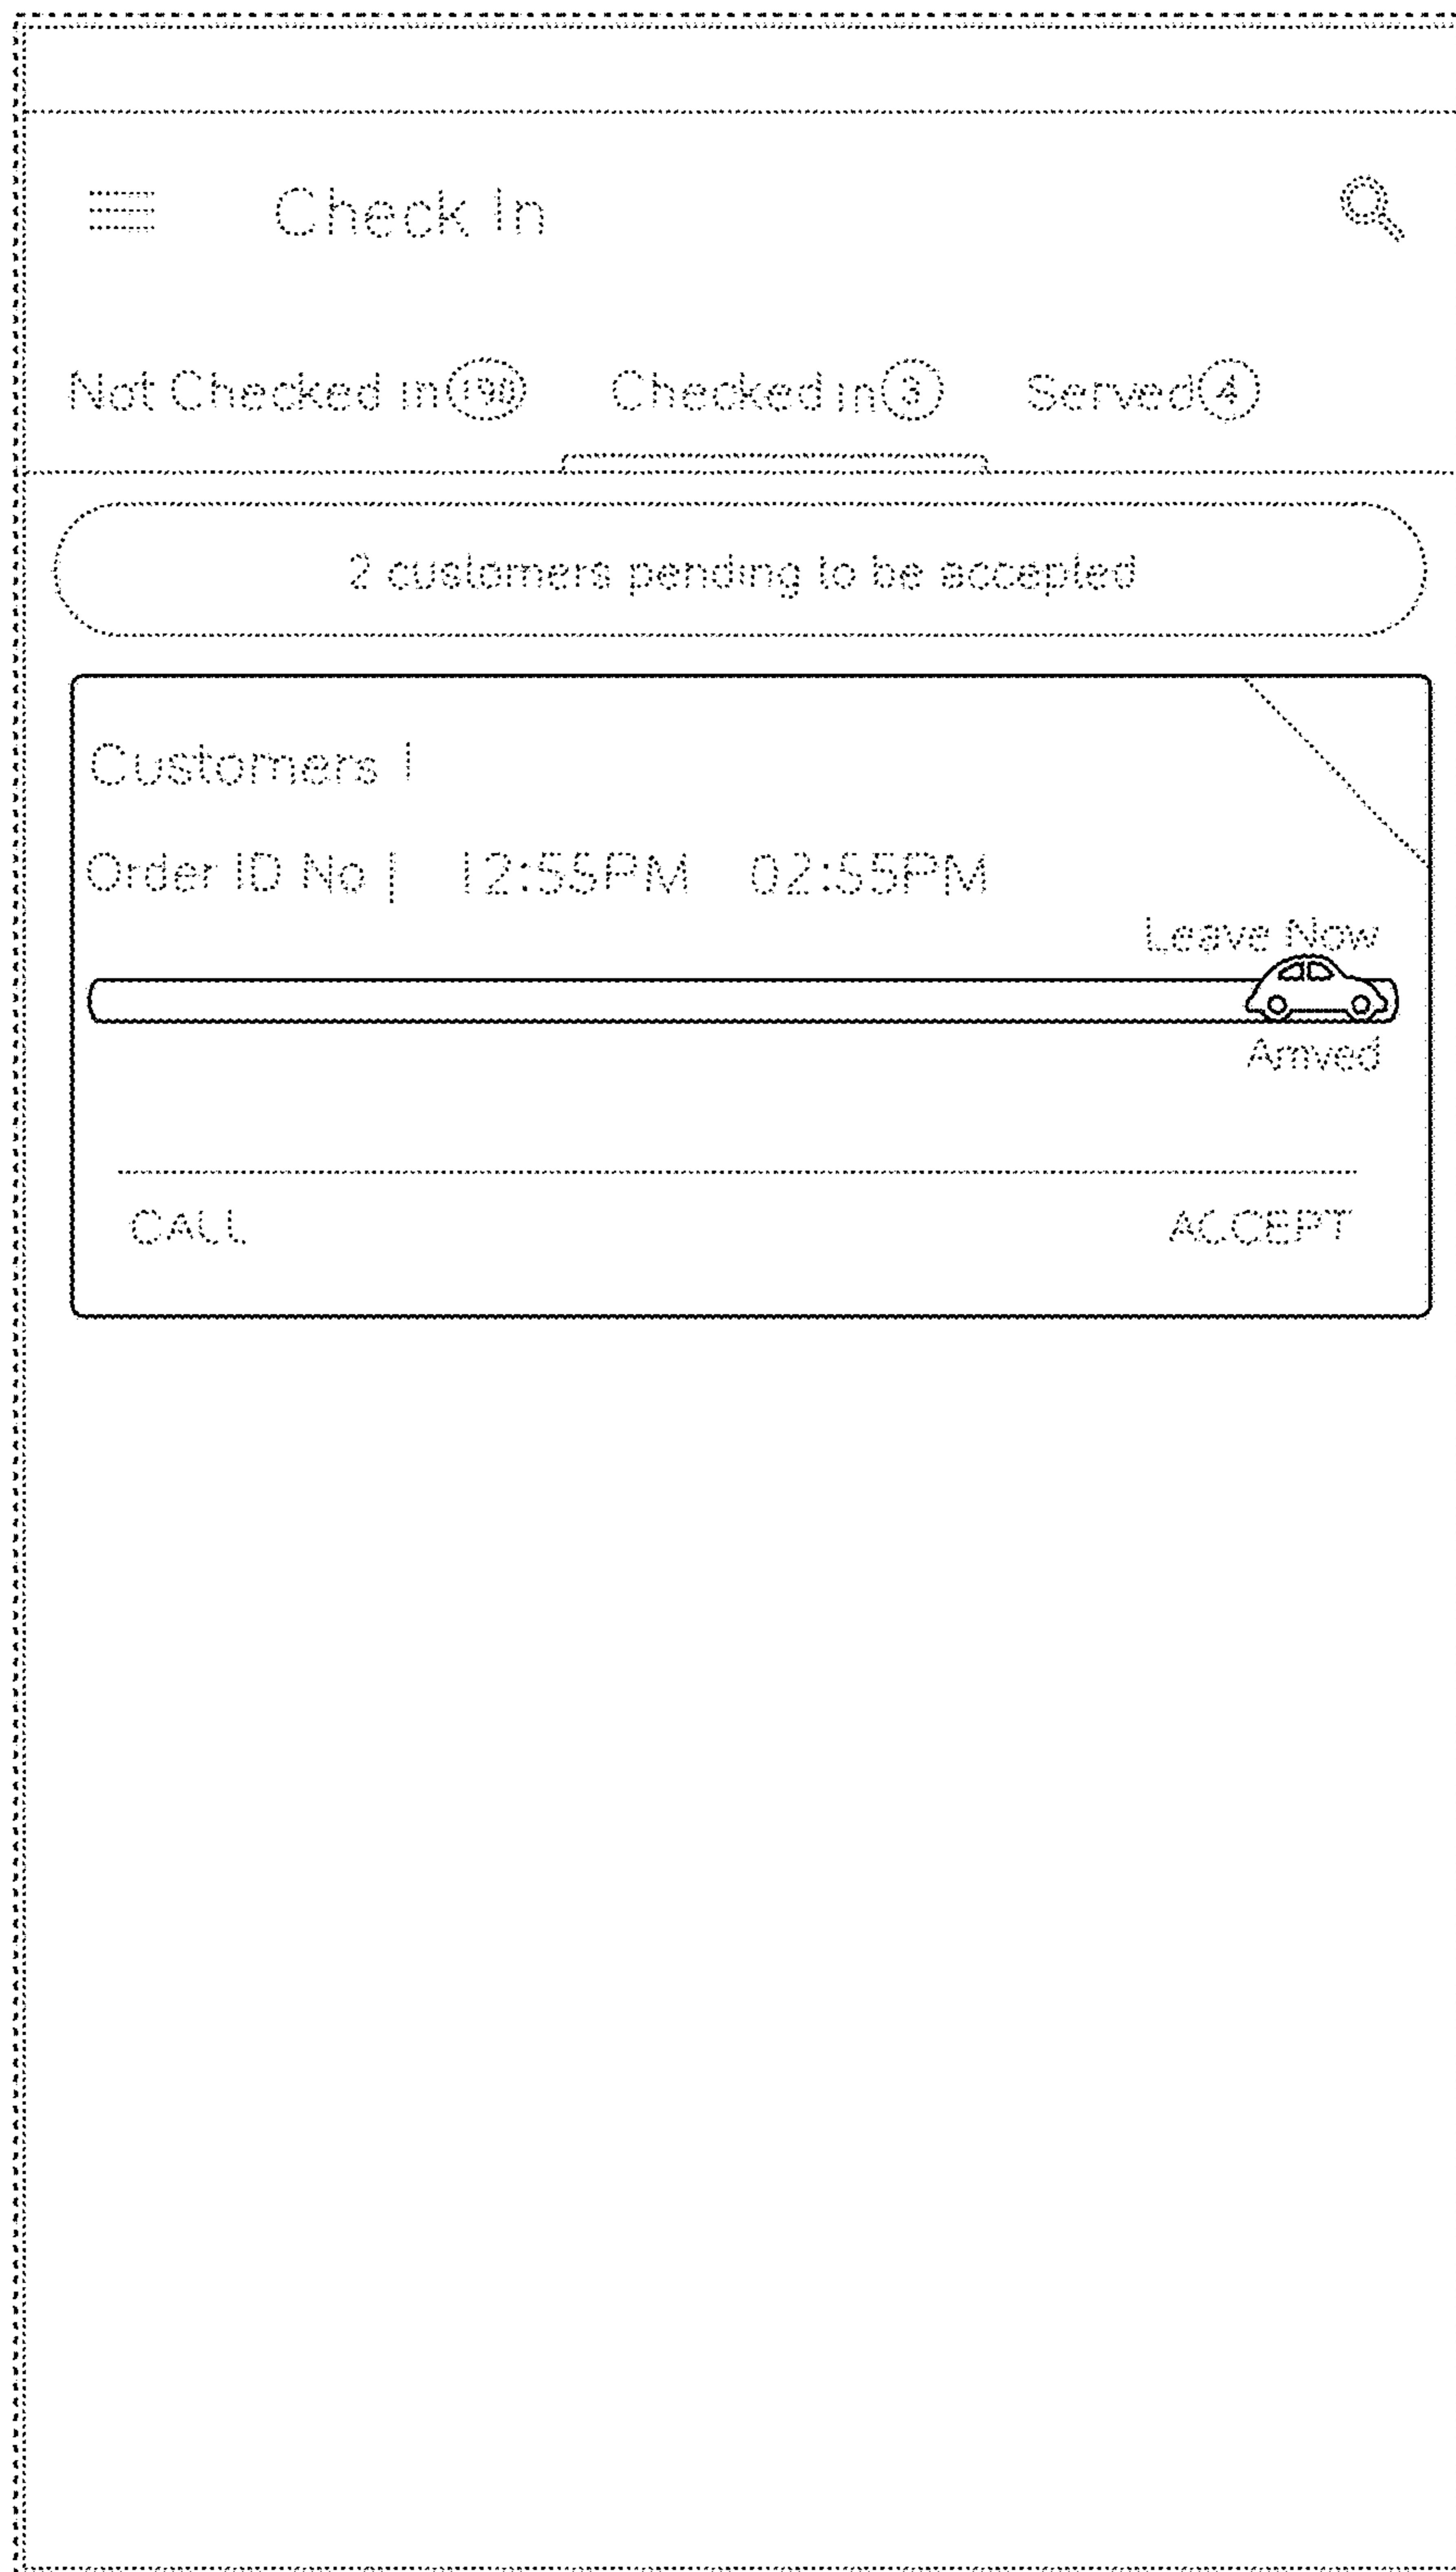 Check In
Not Checked in 190 Checked in 3 Served 4
2 customers pending to be accepted
Customers 1
Order ID No | 12:55PM 02:55PM
Leave Now
Arrived
CALL ACCEPT